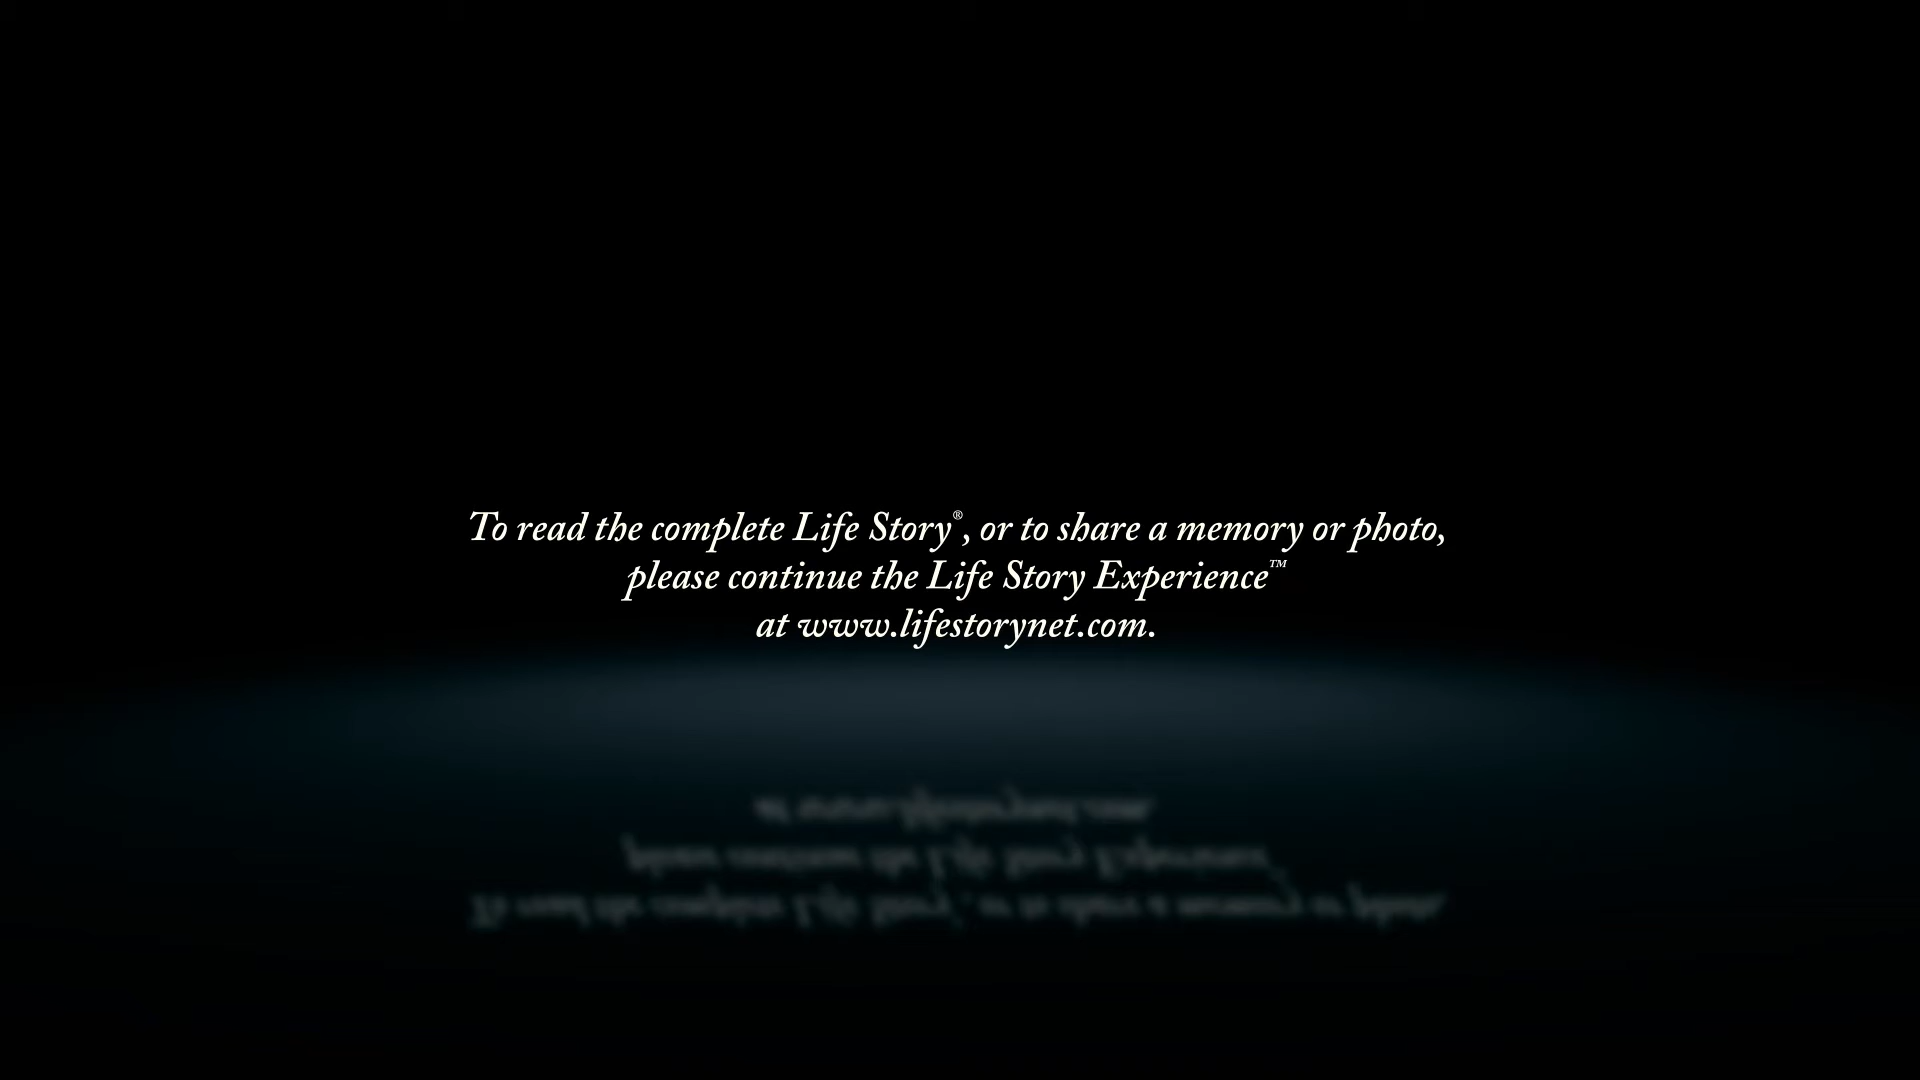 To read the complete Life Story®, or to share a memory or photo,
please continue the Life Story Experience™
at www.lifestorynet.com.